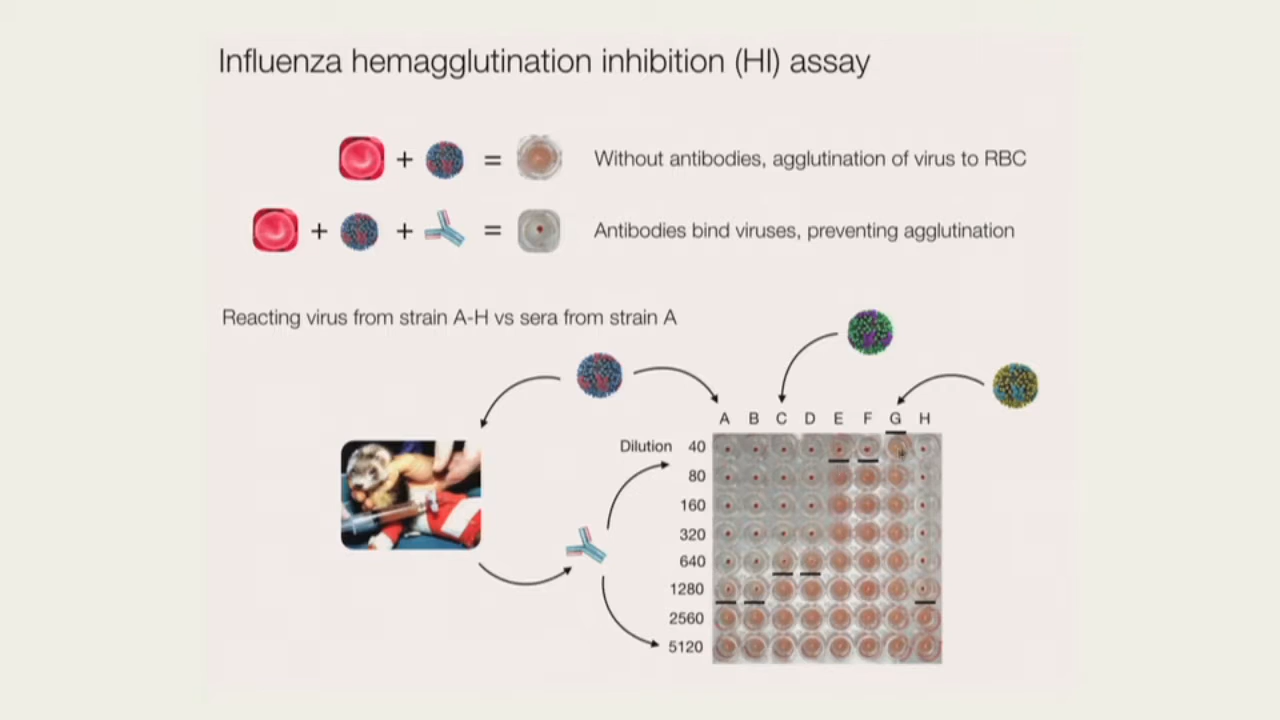 Influenza hemagglutination inhibition (HI) assay
+ = Without antibodies, agglutination of virus to RBC
+ + = Antibodies bind viruses, preventing agglutination
Reacting virus from strain A-H vs sera from strain A
A B C D E F G H
Dilution 40
80
160
320
640
1280
2560
5120